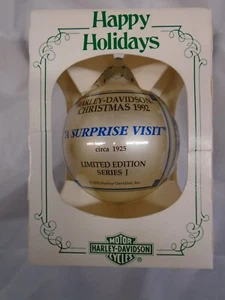 Happy
Holidays
HARLEY-DAVIDSON
CHRISTMAS 1992
"A SURPRISE VISIT"
circa 1925
LIMITED EDITION
SERIES I
MOTOR
HARLEY-DAVIDSON
CYCLES